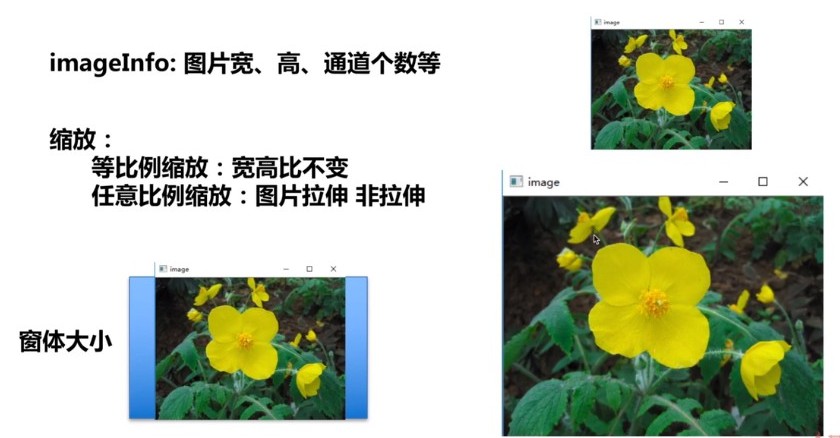 imageInfo: 图片宽、高、通道个数等
缩放：
等比例缩放：宽高比不变
任意比例缩放：图片拉伸 非拉伸
窗体大小
image
image
image